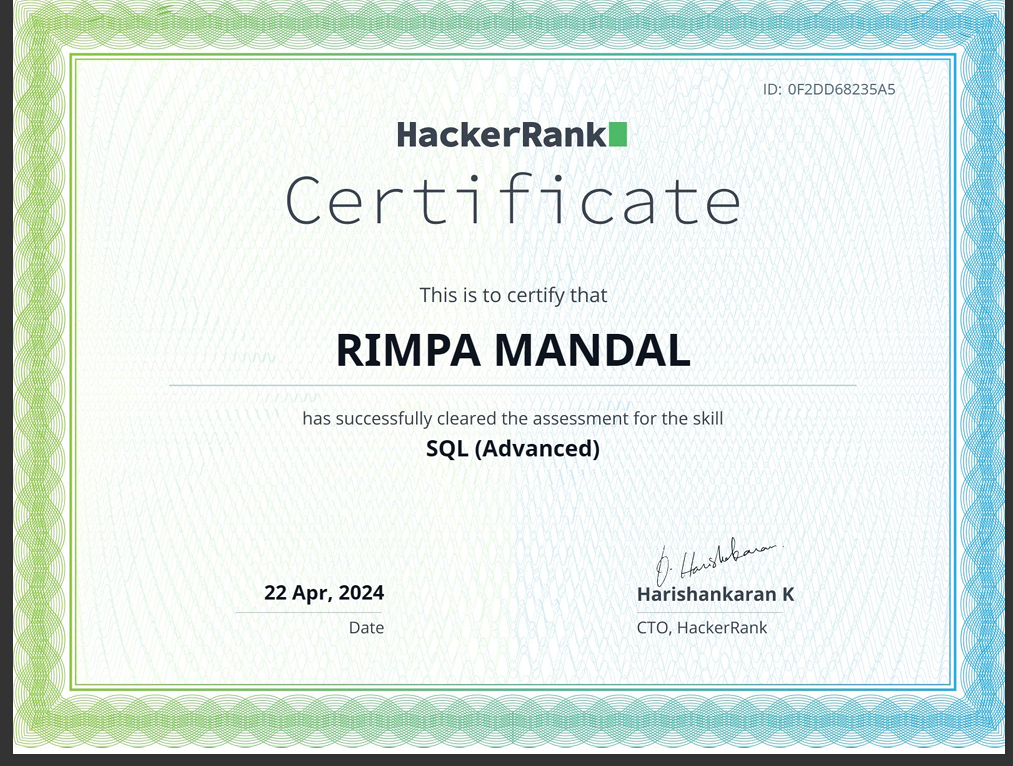 ID: 0F2DD68235A5
HackerRank
Certificate
This is to certify that
RIMPA MANDAL
has successfully cleared the assessment for the skill
SQL (Advanced)
22 Apr, 2024
Date
D. Harishankaran
Harishankaran K
CTO, HackerRank